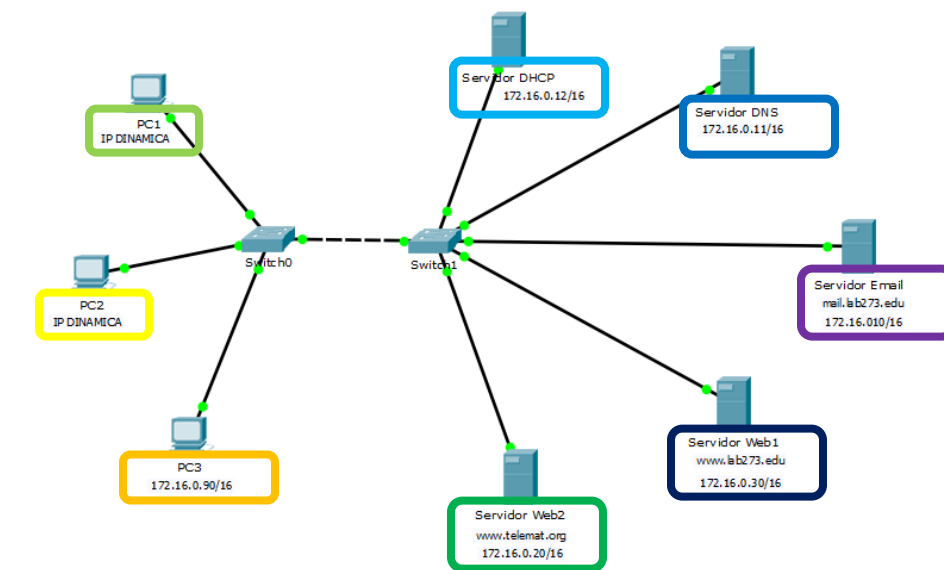 Servidor DHCP
172.16.0.12/16
Servidor DNS
172.16.0.11/16
PC1
IP DINAMICA
Switch0
Switch1
Servidor Email
mail.lab273.edu
172.16.010/16
PC2
IP DINAMICA
Servidor Web1
www.lab273.edu
172.16.0.30/16
PC3
172.16.0.90/16
Servidor Web2
www.telemat.org
172.16.0.20/16